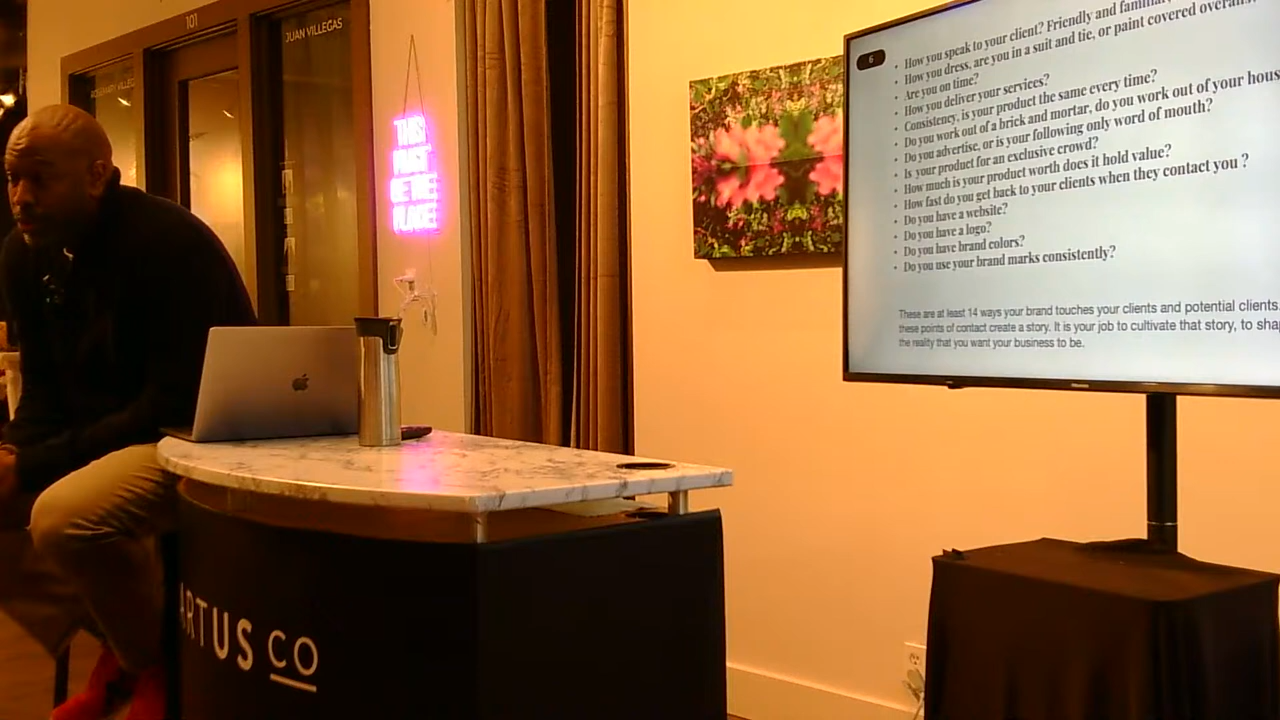 101
JUAN VILLEGAS
ROSEMARY VILLEG
THIS
MUST
BE THE
PLACE
6
• How you speak to your client? Friendly and familiar,
• How you dress, are you in a suit and tie, or paint covered overalls,
• Are you on time?
• How you deliver your services?
• Consistency, is your product the same every time?
• Do you work out of a brick and mortar, do you work out of your hous
• Do you advertise, or is your following only word of mouth?
• Is your product for an exclusive crowd?
• How much is your product worth does it hold value?
• How fast do you get back to your clients when they contact you ?
• Do you have a website?
• Do you have a logo?
• Do you have brand colors?
• Do you use your brand marks consistently?
These are at least 14 ways your brand touches your clients and potential clients.
these points of contact create a story. It is your job to cultivate that story, to sha
the reality that you want your business to be.
Hisense
ARTUS CO